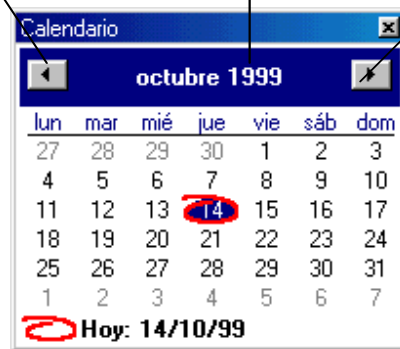 Calendario
octubre 1999
lun mar mié jue vie sáb dom
27 28 29 30 1 2 3
4 5 6 7 8 9 10
11 12 13 14 15 16 17
18 19 20 21 22 23 24
25 26 27 28 29 30 31
1 2 3 4 5 6 7
Hoy: 14/10/99